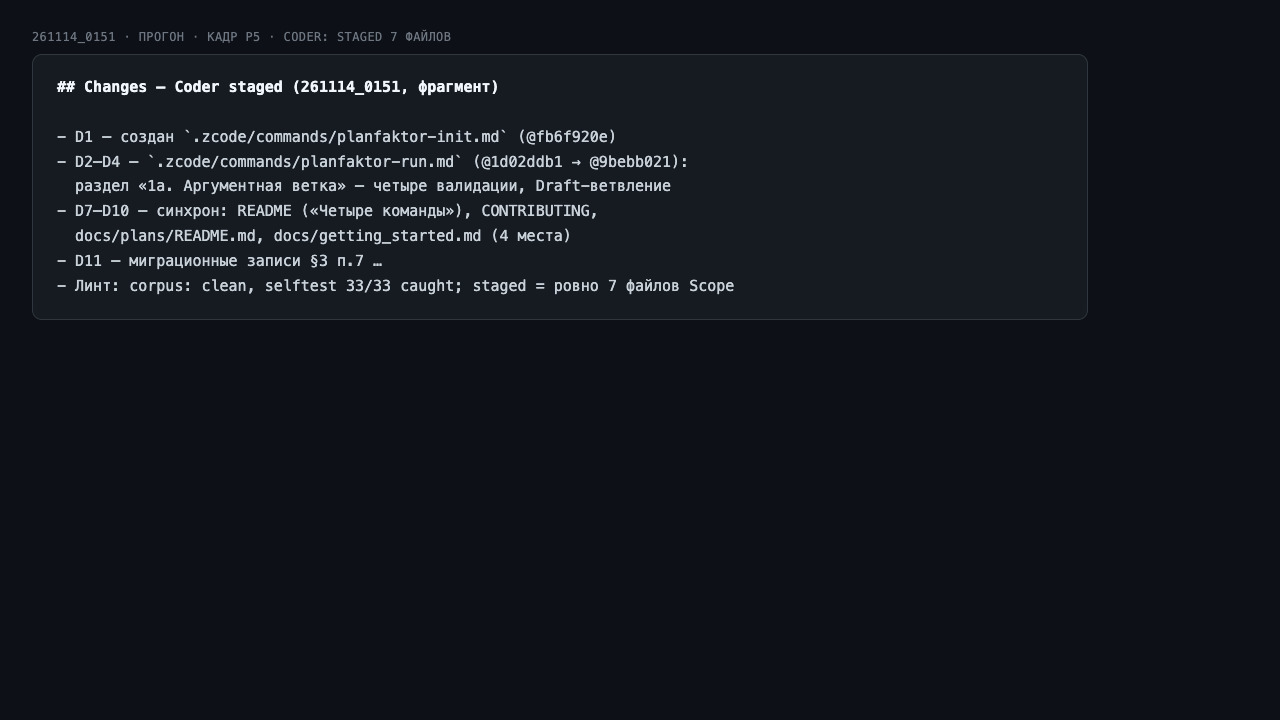 261114_0151 · ПРОГОН · КАДР P5 · CODER: STAGED 7 ФАЙЛОВ
## Changes — Coder staged (261114_0151, фрагмент)
– D1 — создан `.zcode/commands/planfaktor-init.md` (@fb6f920e)
– D2–D4 — `.zcode/commands/planfaktor-run.md` (@1d02ddb1 → @9bebb021):
раздел «1a. Аргументная ветка» — четыре валидации, Draft-ветвление
– D7–D10 — синхрон: README («Четыре команды»), CONTRIBUTING,
docs/plans/README.md, docs/getting_started.md (4 места)
– D11 — миграционные записи §3 п.7 …
– Линт: corpus: clean, selftest 33/33 caught; staged = ровно 7 файлов Scope